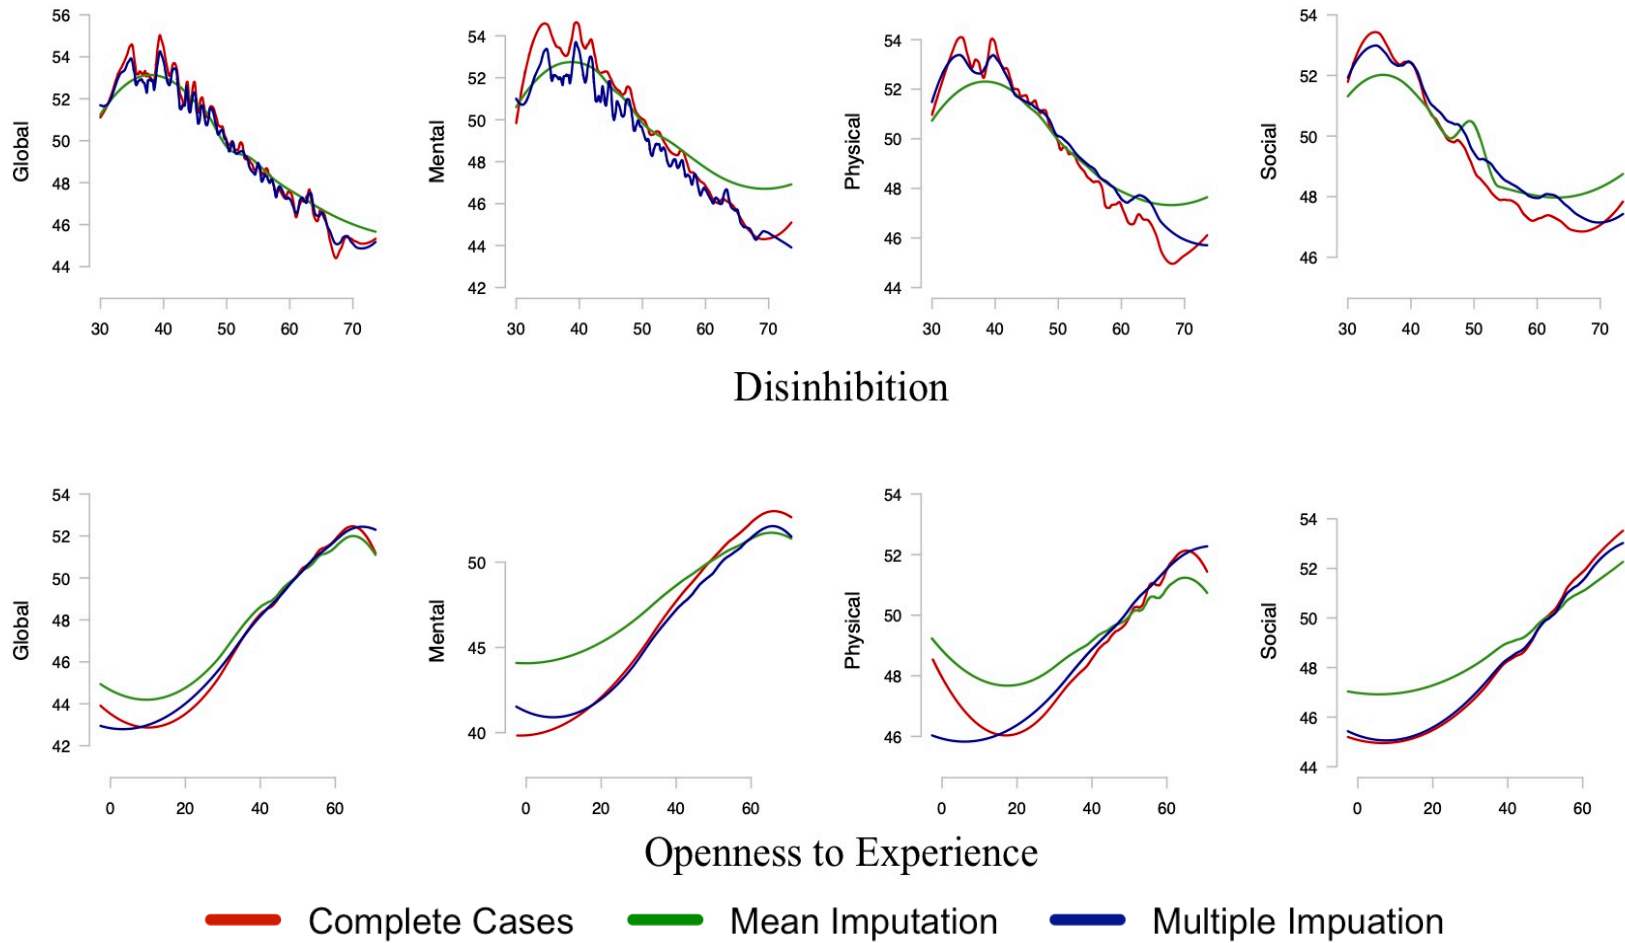 56
54
52
50
48
46
44
Global
30 40 50 60 70
54
52
50
48
46
44
42
Mental
30 40 50 60 70
54
52
50
48
46
44
Physical
30 40 50 60 70
54
52
50
48
46
Social
30 40 50 60 70
Disinhibition
54
52
50
48
46
44
42
Global
0 20 40 60
50
45
40
Mental
0 20 40 60
54
52
50
48
46
Physical
0 20 40 60
54
52
50
48
46
44
Social
0 20 40 60
Openness to Experience
Complete Cases Mean Imputation Multiple Impuation